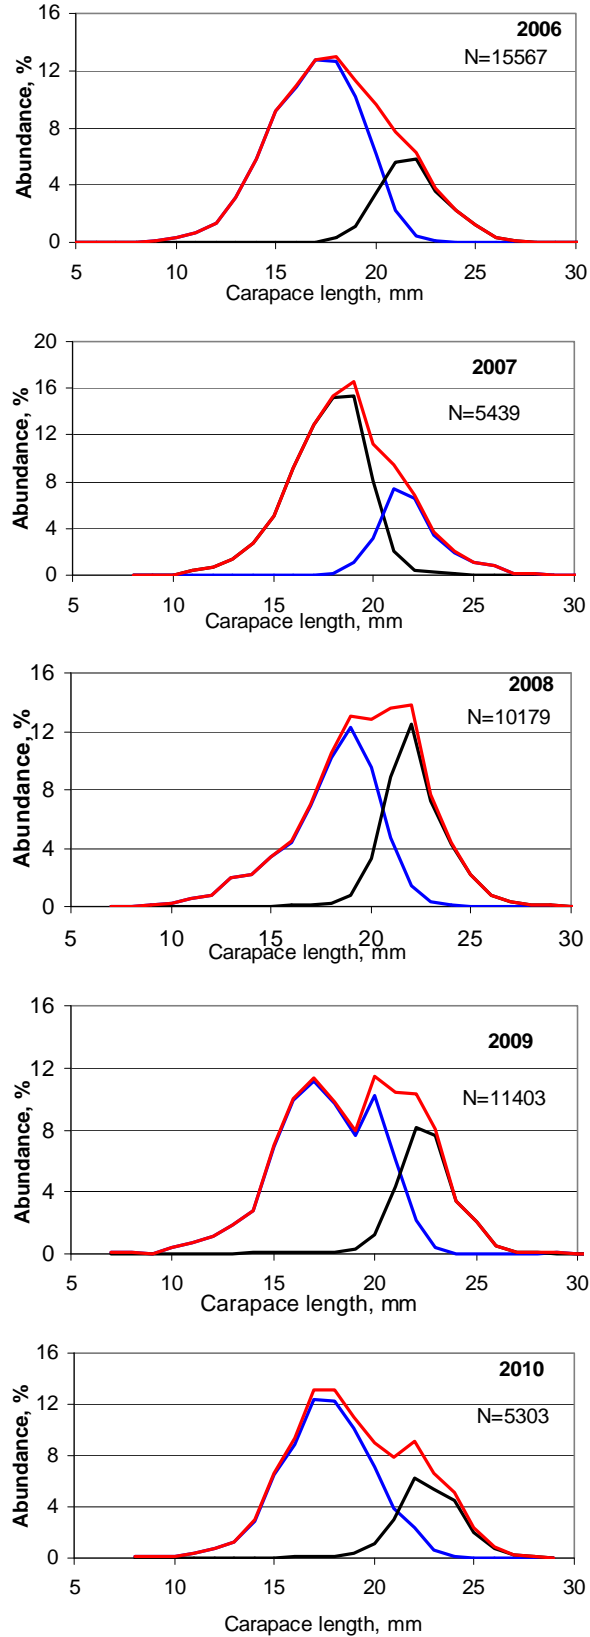 16
2006
N=15567
12
8
4
0
Abundance, %
5 10 15 20 25 30
Carapace length, mm
20
2007
16
N=5439
12
8
4
0
Abundance, %
5 10 15 20 25 30
Carapace length, mm
16
2008
N=10179
12
8
4
0
Abundance, %
5 10 15 20 25 30
Carapace length, mm
16
2009
12
N=11403
8
4
0
Abundance, %
5 10 15 20 25 30
Carapace length, mm
16
2010
12
N=5303
8
4
0
Abundance, %
5 10 15 20 25 30
Carapace length, mm